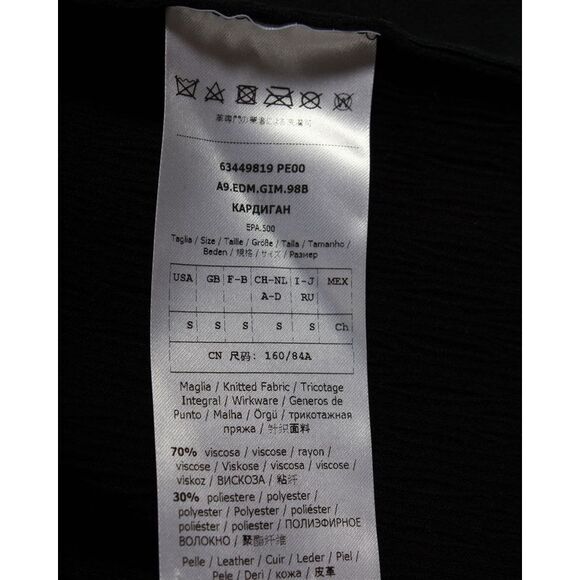 63449819 PE00
A9.EDM.GIM.98B
КАРДИГАН
EPA.500
Taglia / Size / Taille / Größe / Talla / Tamanho /
Beden / 規格 / サイズ / Размер
USA GB F-B CH-NL I-J MEX
A-D RU
S S S S S Ch
CN 尺码: 160/84A
Maglia / Knitted Fabric / Tricotage
Integral / Wirkware / Generos de
Punto / Malha / Örgü / трикотажная
пряжа / 针织面料
70% viscosa / viscose / rayon /
viscose / Viskose / viscosa / viscose /
viskoz / ВИСКОЗА / 粘纤
30% poliestere / polyester /
polyester / Polyester / poliéster /
poliéster / polyester / ПОЛИЭФИРНОЕ
ВОЛОКНО / 聚酯纤维
Pelle / Leather / Cuir / Leder / Piel /
Pele / Deri / кожа / 皮革